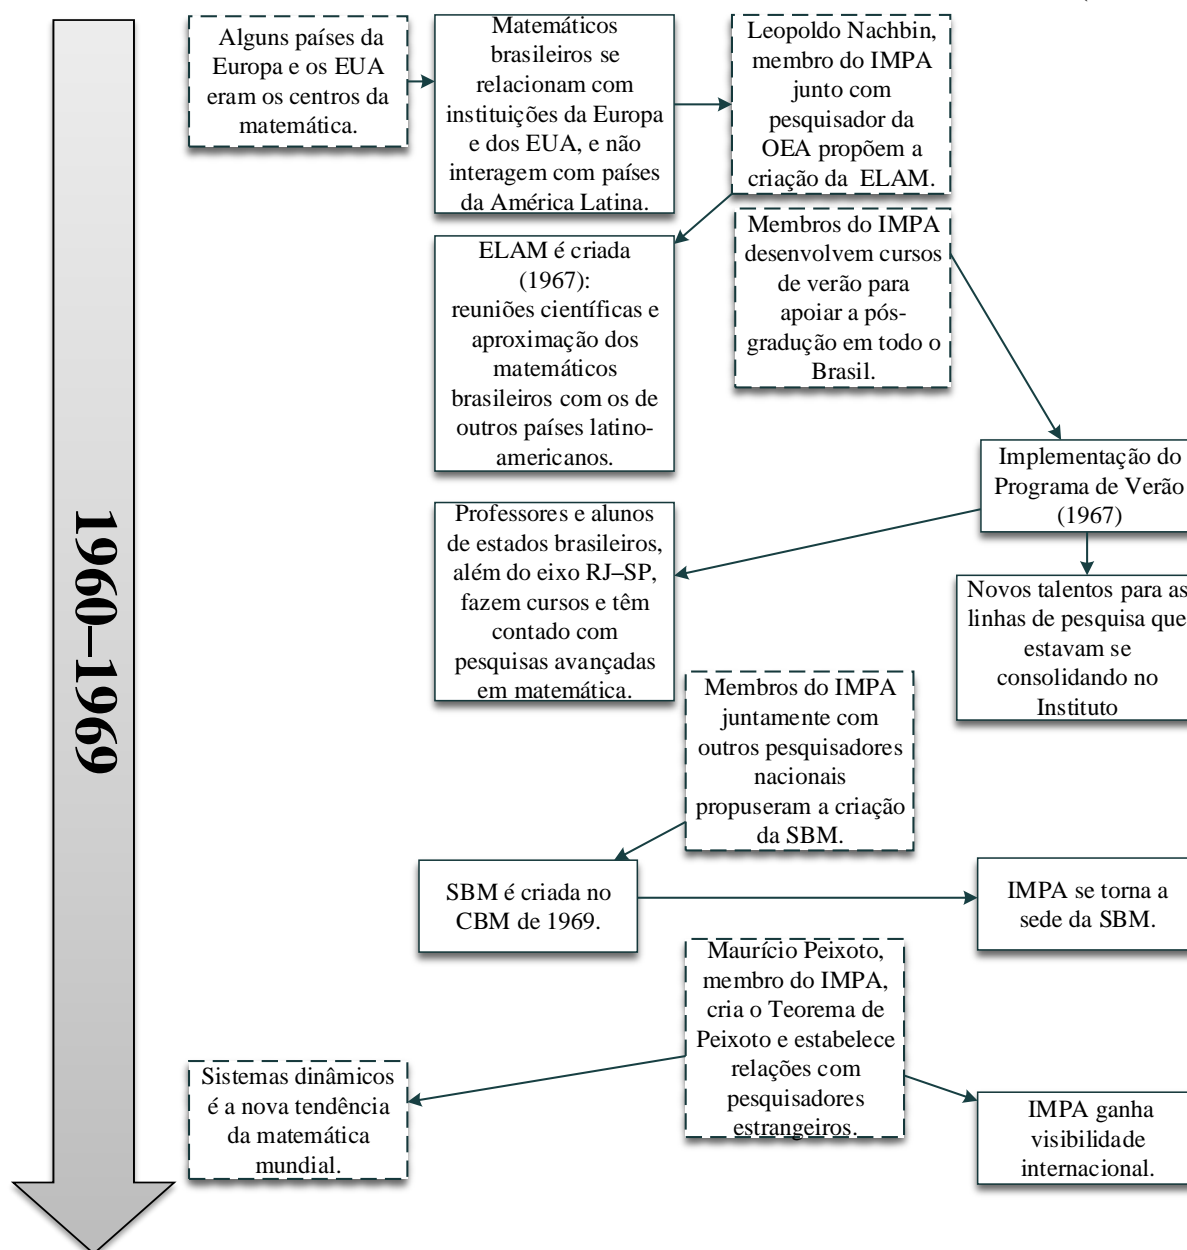 Alguns países da
Europa e os EUA
eram os centros da
matemática.
Matemáticos
brasileiros se
relacionam com
instituições da Europa
e dos EUA, e não
interagem com países
da América Latina.
Leopoldo Nachbin,
membro do IMPA
junto com
pesquisador da
OEA propõem a
criação da ELAM.
Membros do IMPA
desenvolvem cursos
de verão para
apoiar a pós-
gradução em todo o
Brasil.
ELAM é criada
(1967):
reuniões científicas e
aproximação dos
matemáticos
brasileiros com os de
outros países latino-
americanos.
Implementação do
Programa de Verão
(1967)
Professores e alunos
de estados brasileiros,
além do eixo RJ–SP,
fazem cursos e têm
contado com
pesquisas avançadas
em matemática.
Novos talentos para as
linhas de pesquisa que
estavam se
consolidando no
Instituto
1960–1969
Membros do IMPA
juntamente com
outros pesquisadores
nacionais
propuseram a criação
da SBM.
SBM é criada no
CBM de 1969.
IMPA se torna a
sede da SBM.
Maurício Peixoto,
membro do IMPA,
cria o Teorema de
Peixoto e estabelece
relações com
pesquisadores
estrangeiros.
Sistemas dinâmicos
é a nova tendência
da matemática
mundial.
IMPA ganha
visibilidade
internacional.